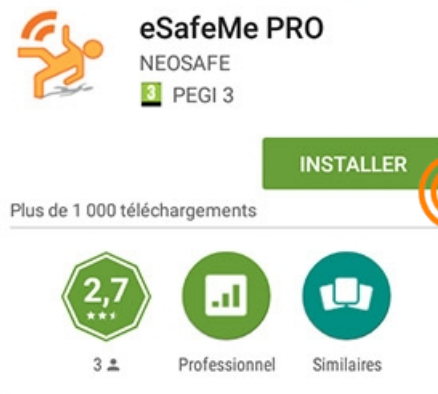 eSafeMe PRO
NEOSAFE
3 PEGI 3
INSTALLER
Plus de 1 000 téléchargements
2,7
3
Professionnel
Similaires